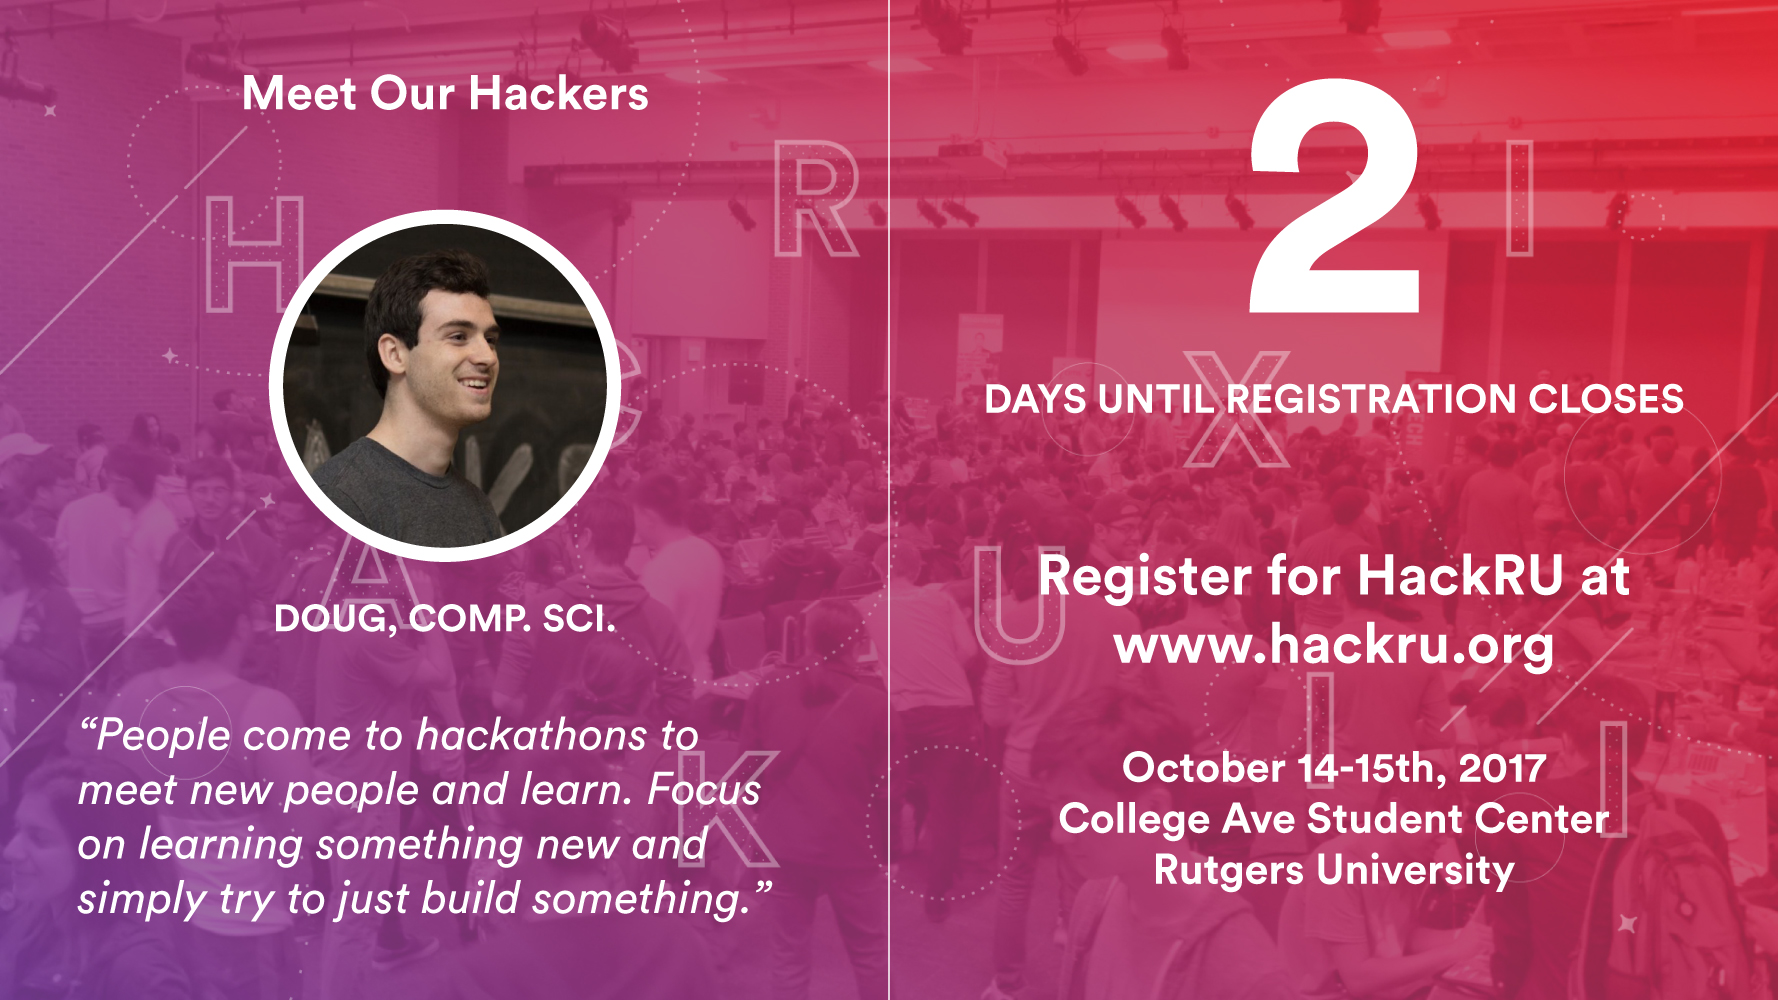 Meet Our Hackers
DOUG, COMP. SCI.
“People come to hackathons to
meet new people and learn. Focus
on learning something new and
simply try to just build something.”
2
DAYS UNTIL REGISTRATION CLOSES
Register for HackRU at
www.hackru.org
October 14-15th, 2017
College Ave Student Center
Rutgers University
H
A
C
K
R
U
X
I
I
I